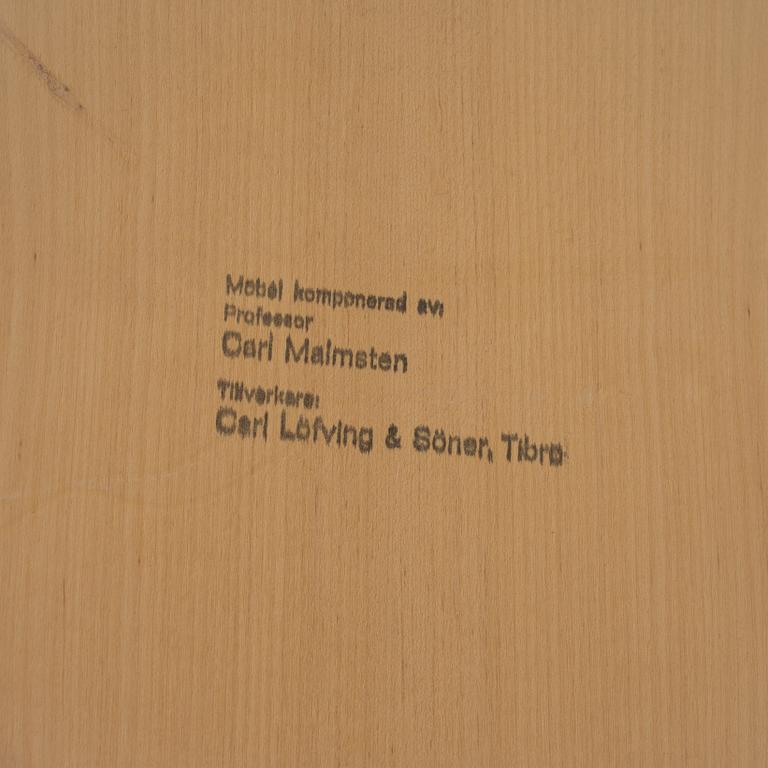 Möbel komponerad av:
Professor
Carl Malmsten
Tillverkare:
Carl Löfving & Söner, Tibro